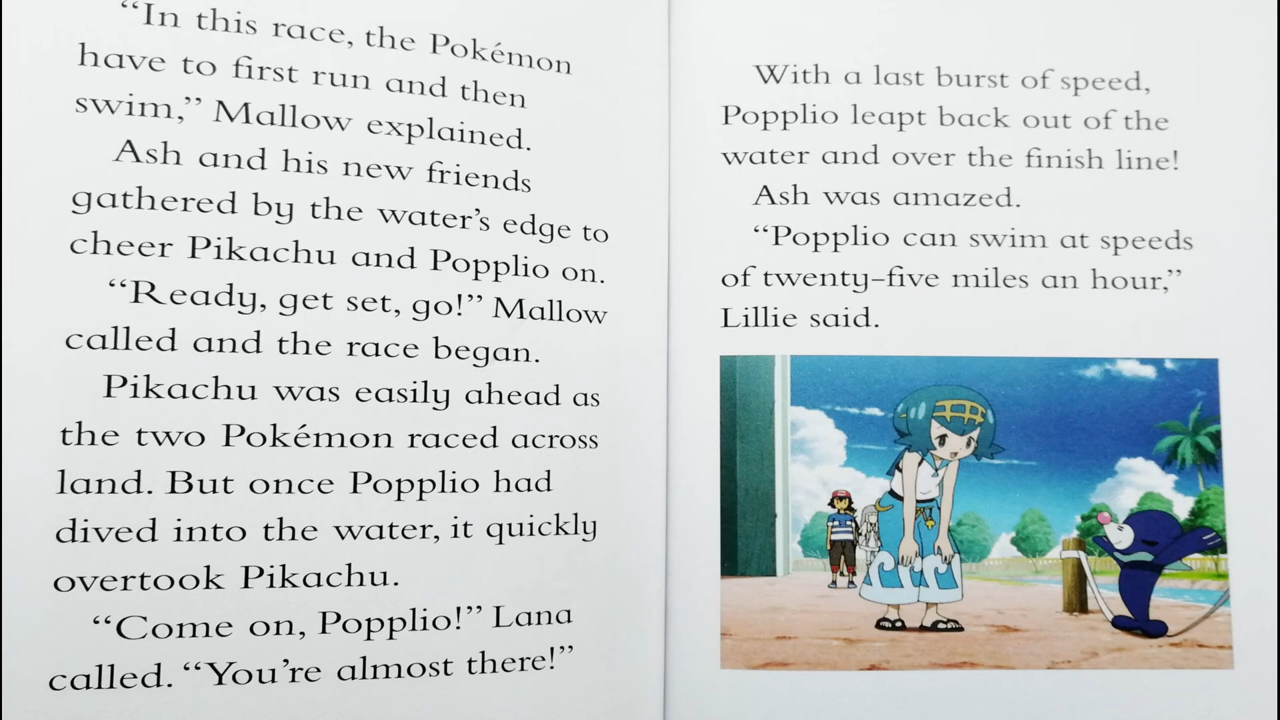 “In this race, the Pokémon
have to first run and then
swim,” Mallow explained.
Ash and his new friends
gathered by the water’s edge to
cheer Pikachu and Popplio on.
“Ready, get set, go!” Mallow
called and the race began.
Pikachu was easily ahead as
the two Pokémon raced across
land. But once Popplio had
dived into the water, it quickly
overtook Pikachu.
“Come on, Popplio!” Lana
called. “You’re almost there!”
With a last burst of speed,
Popplio leapt back out of the
water and over the finish line!
Ash was amazed.
“Popplio can swim at speeds
of twenty-five miles an hour,”
Lillie said.